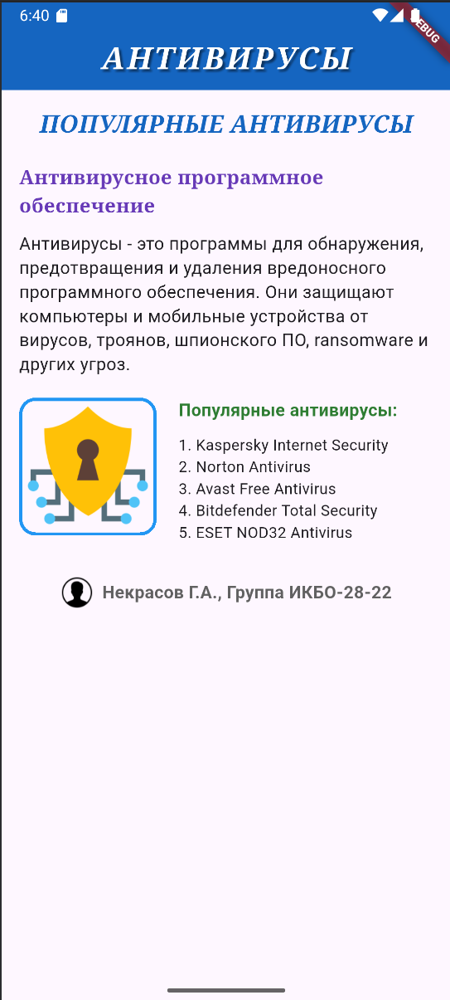 6:40
DEBUG
АНТИВИРУСЫ
ПОПУЛЯРНЫЕ АНТИВИРУСЫ
Антивирусное программное
обеспечение
Антивирусы - это программы для обнаружения,
предотвращения и удаления вредоносного
программного обеспечения. Они защищают
компьютеры и мобильные устройства от
вирусов, троянов, шпионского ПО, ransomware и
других угроз.
Популярные антивирусы:
1. Kaspersky Internet Security
2. Norton Antivirus
3. Avast Free Antivirus
4. Bitdefender Total Security
5. ESET NOD32 Antivirus
Некрасов Г.А., Группа ИКБО-28-22